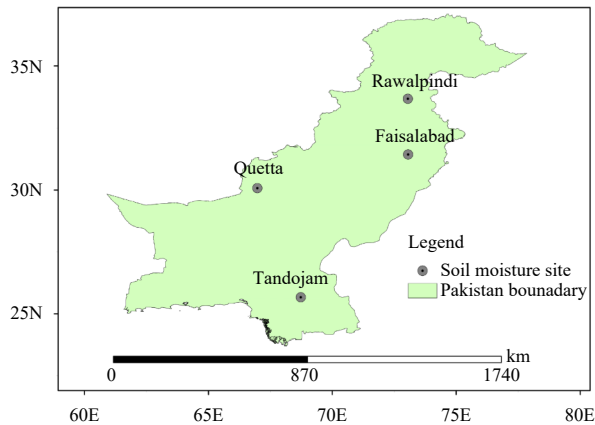 35N
Rawalpindi
Faisalabad
Quetta
30N
Legend
Soil moisture site
Tandojam
Pakistan bounadary
25N
km
0 870 1740
60E 65E 70E 75E 80E